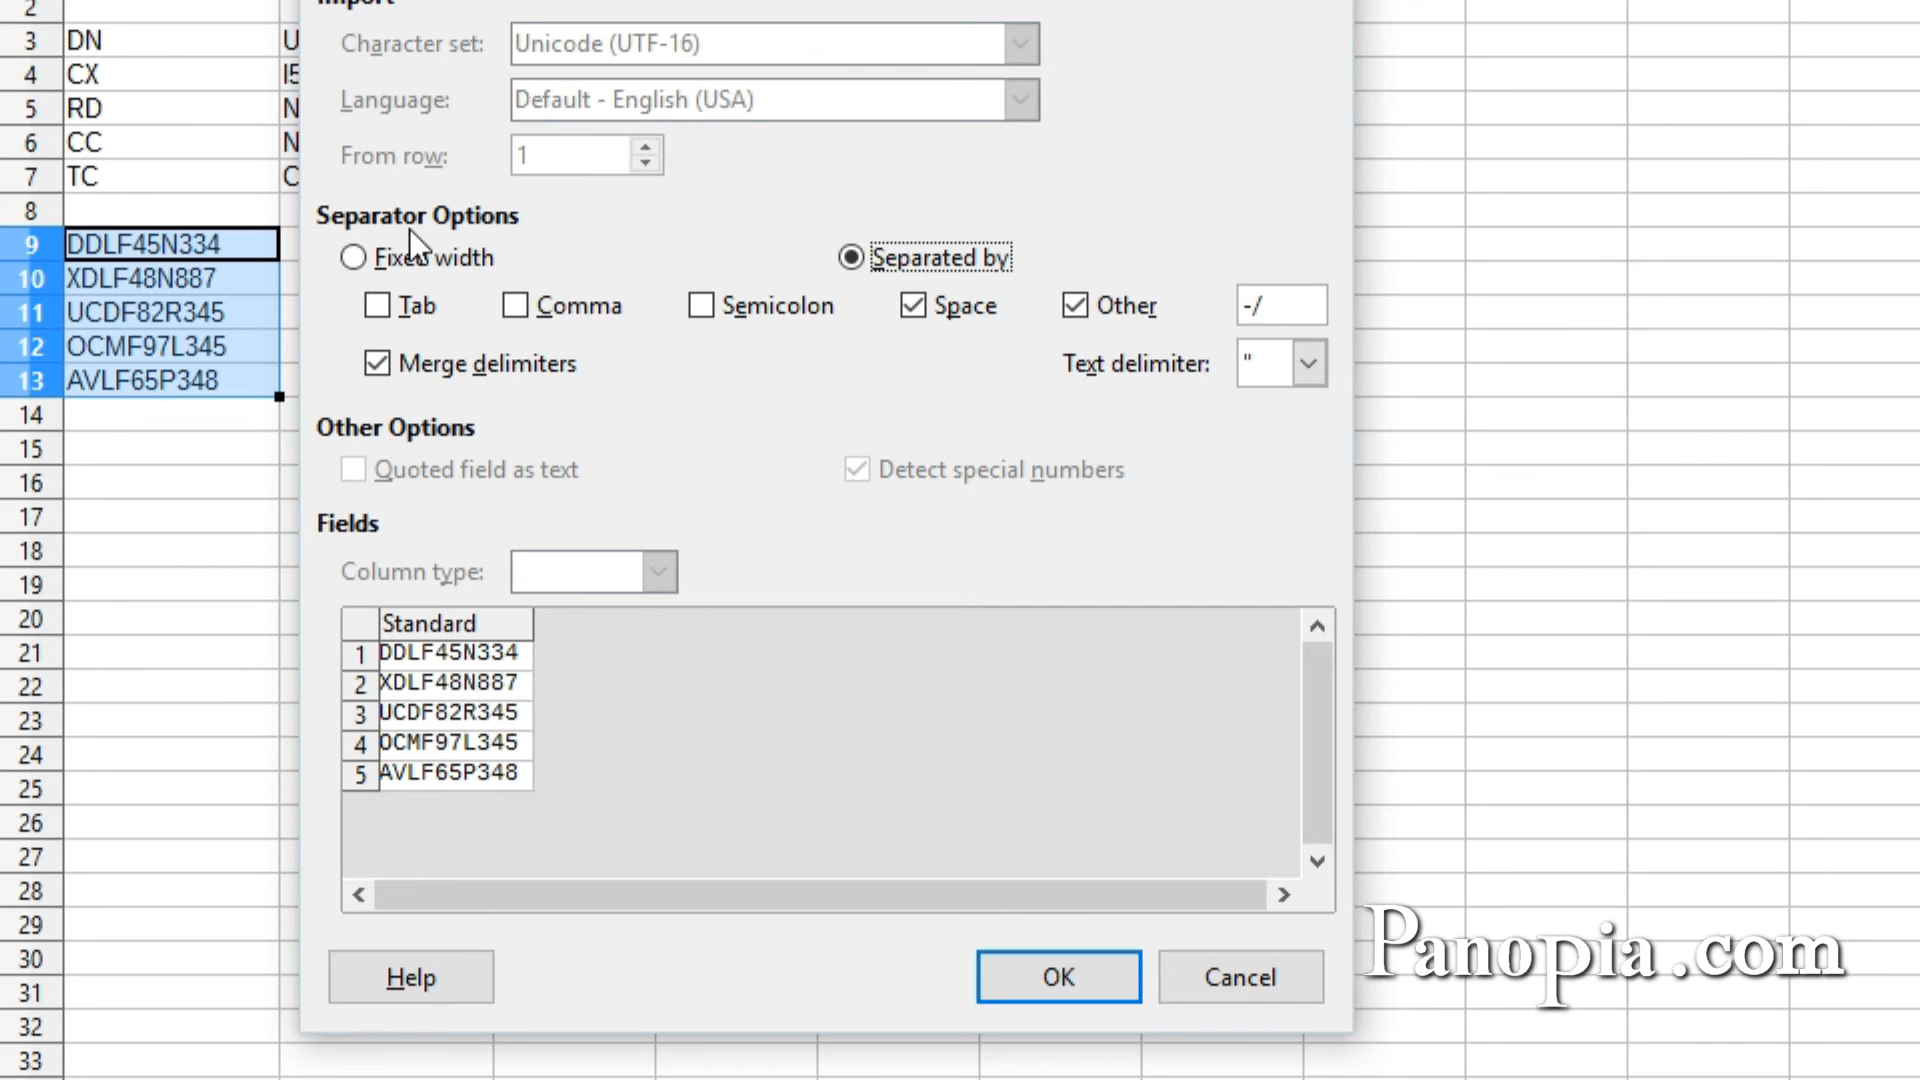 2
Import
3 DN U
Character set: Unicode (UTF-16)
4 CX I5
5 RD N
Language: Default - English (USA)
6 CC N
From row: 1
7 TC C
8
Separator Options
9 DDLF45N334
Fixed width Separated by
10 XDLF48N887
11 UCDF82R345
Tab Comma Semicolon Space Other -/
12 OCMF97L345
Merge delimiters Text delimiter: "
13 AVLF65P348
14
Other Options
15
Quoted field as text Detect special numbers
16
17
Fields
18
Column type:
19
20
Standard
21
1 DDLF45N334
22
2 XDLF48N887
3 UCDF82R345
23
4 OCMF97L345
24
5 AVLF65P348
25
26
27
28
29
30
Help OK Cancel
Panopia.com
31
32
33